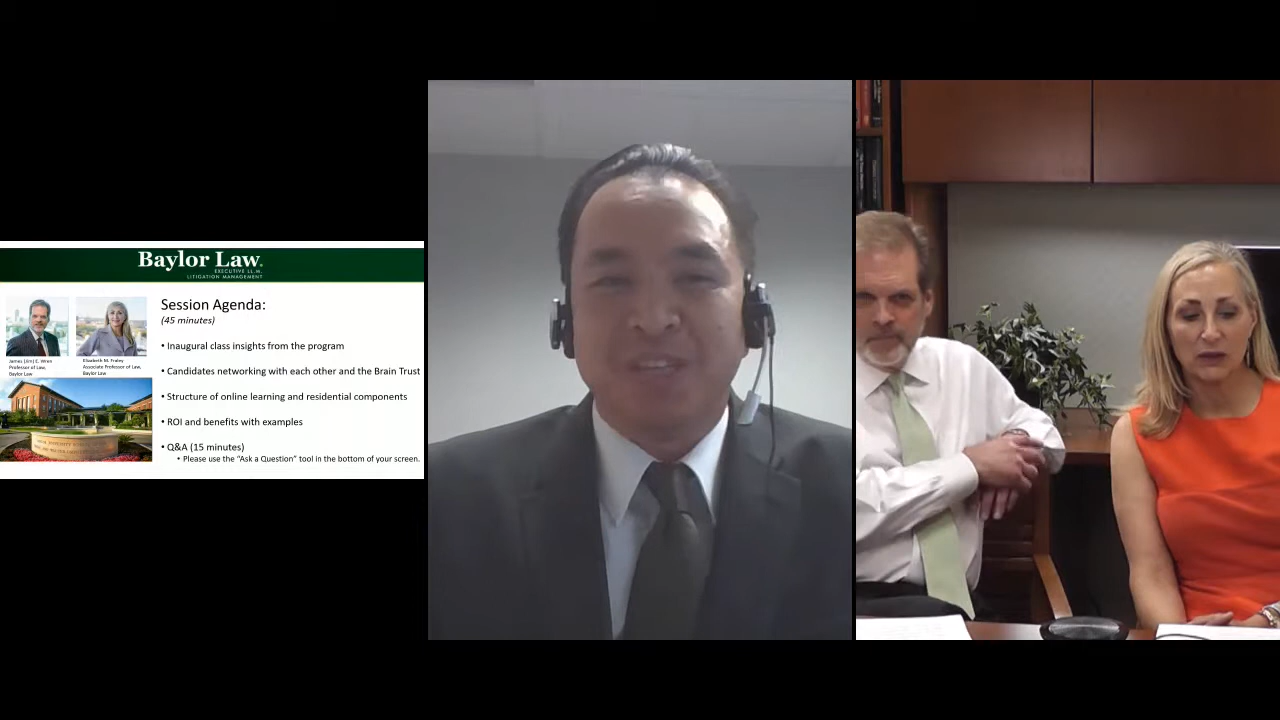 Baylor Law.
EXECUTIVE LL.M.
LITIGATION MANAGEMENT
Session Agenda:
(45 minutes)
• Inaugural class insights from the program
• Candidates networking with each other and the Brain Trust
• Structure of online learning and residential components
• ROI and benefits with examples
• Q&A (15 minutes)
• Please use the "Ask a Question" tool in the bottom of your screen.
James (Jim) E. Wren
Professor of Law,
Baylor Law
Elizabeth M. Fraley
Associate Professor of Law,
Baylor Law